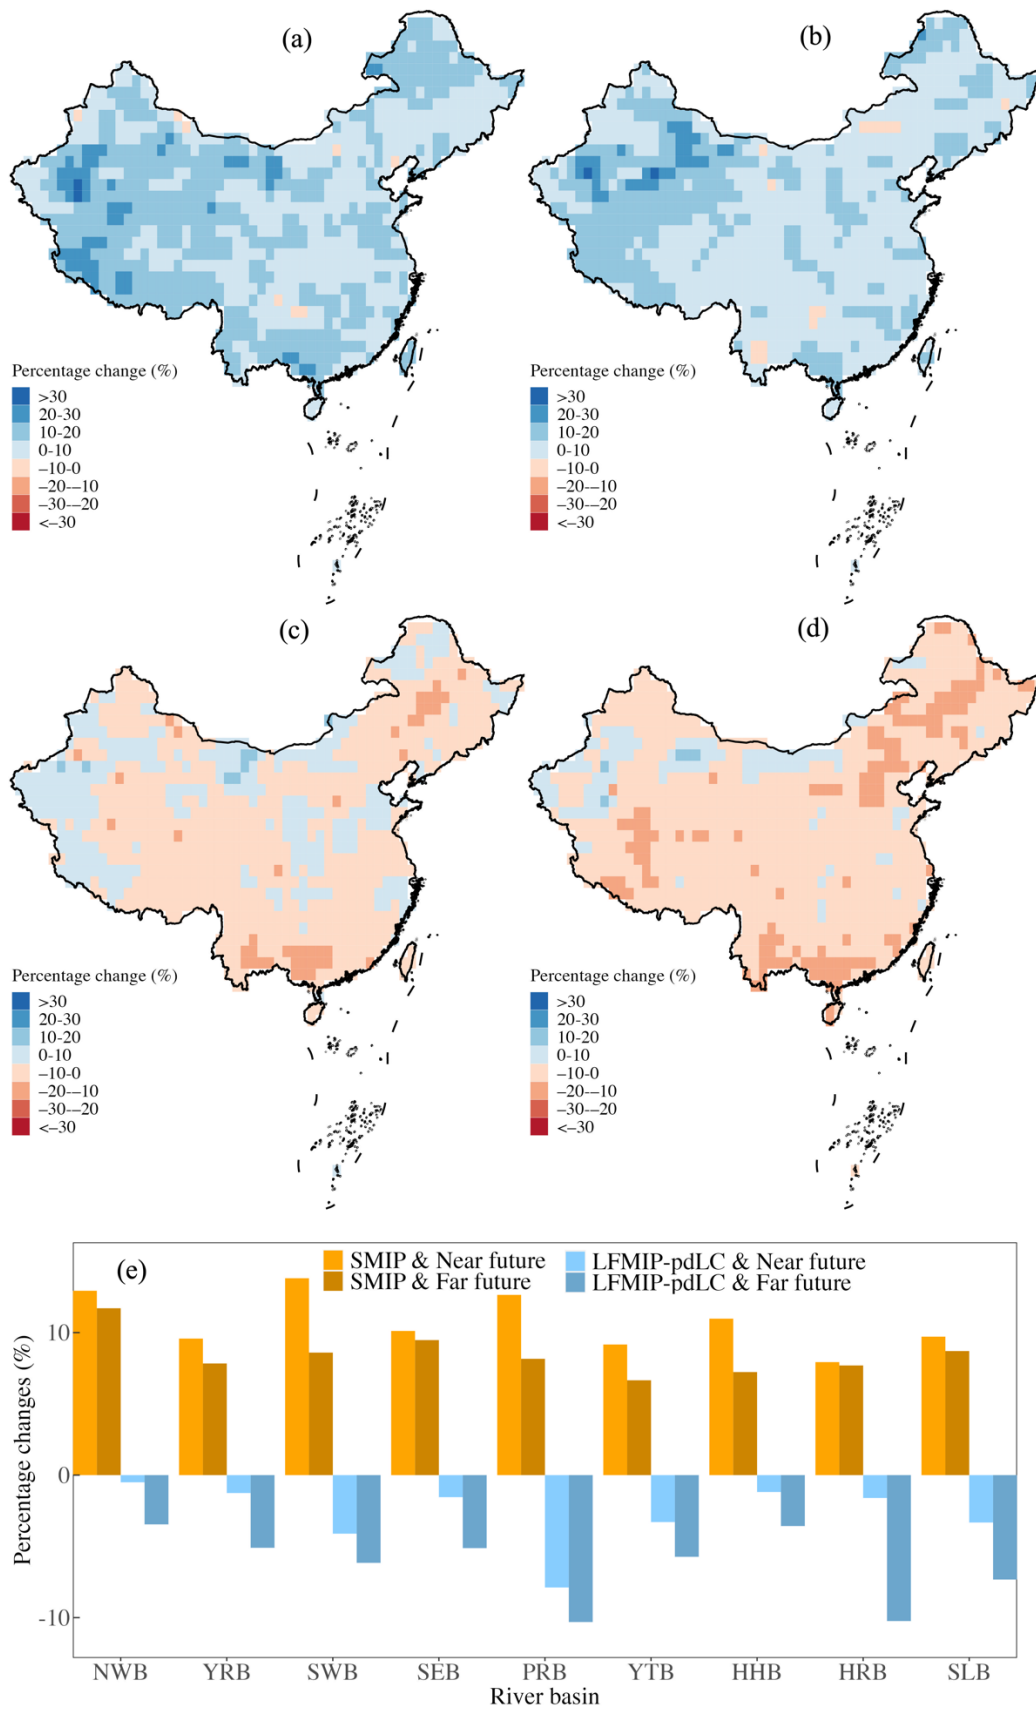 (a)
(b)
Percentage change (%)
>30
20-30
10-20
0-10
–10-0
–20-–10
–30-–20
<–30
Percentage change (%)
>30
20-30
10-20
0-10
–10-0
–20-–10
–30-–20
<–30
(c)
(d)
Percentage change (%)
>30
20-30
10-20
0-10
–10-0
–20-–10
–30-–20
<–30
Percentage change (%)
>30
20-30
10-20
0-10
–10-0
–20-–10
–30-–20
<–30
(e)
SMIP & Near future
SMIP & Far future
LFMIP-pdLC & Near future
LFMIP-pdLC & Far future
Percentage changes (%)
10
0
-10
NWB YRB SWB SEB PRB YTB HHB HRB SLB
River basin